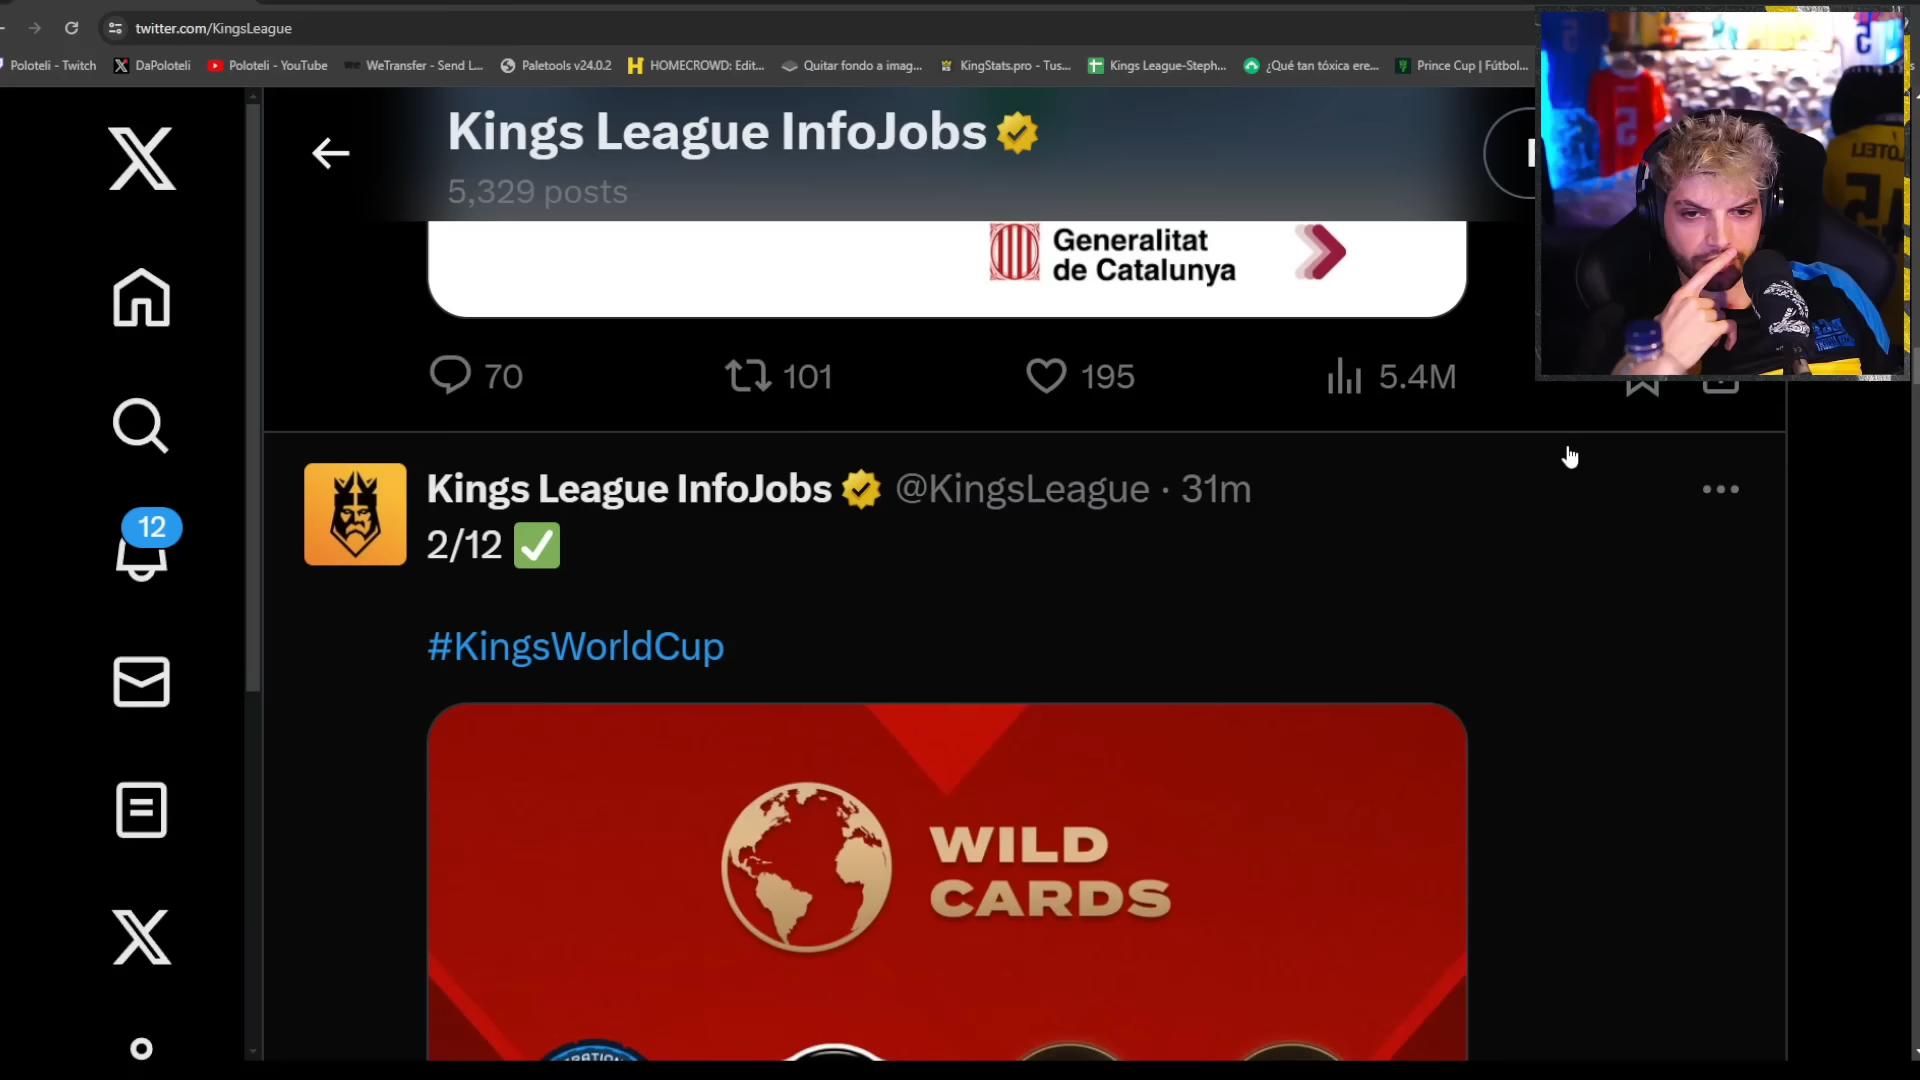 twitter.com/KingsLeague
Poloteli - Twitch
DaPoloteli
Poloteli - YouTube
WeTransfer - Send L...
Paletools v24.0.2
HOMECROWD: Edit...
Quitar fondo a imag...
KingStats.pro - Tus...
Kings League-Steph...
¿Qué tan tóxica ere...
Prince Cup | Fútbol...
Kings League InfoJobs
5,329 posts
Generalitat
de Catalunya
70
101
195
5.4M
Kings League InfoJobs @KingsLeague · 31m
2/12 ✅
#KingsWorldCup
WILD
CARDS
12